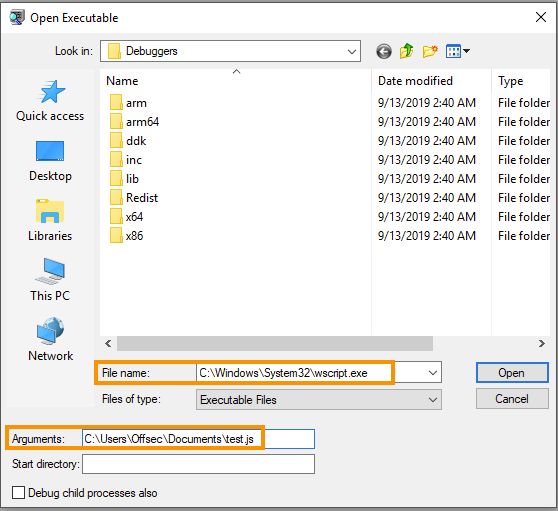 Open Executable
Look in: Debuggers
Name Date modified Type
arm 9/13/2019 2:40 AM File folder
arm64 9/13/2019 2:40 AM File folder
ddk 9/13/2019 2:40 AM File folder
inc 9/13/2019 2:40 AM File folder
lib 9/13/2019 2:40 AM File folder
Redist 9/13/2019 2:40 AM File folder
x64 9/13/2019 2:40 AM File folder
x86 9/13/2019 2:40 AM File folder
Quick access
Desktop
Libraries
This PC
Network
File name: C:\Windows\System32\wscript.exe Open
Files of type: Executable Files Cancel
Arguments: C:\Users\Offsec\Documents\test.js
Start directory:
Debug child processes also